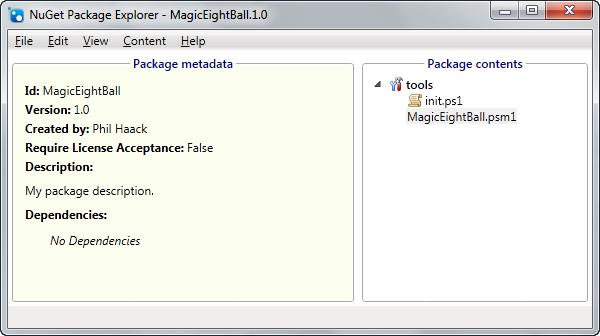 NuGet Package Explorer - MagicEightBall.1.0
File Edit View Content Help
Package metadata
Id: MagicEightBall
Version: 1.0
Created by: Phil Haack
Require License Acceptance: False
Description:
My package description.
Dependencies:
No Dependencies
Package contents
tools
init.ps1
MagicEightBall.psm1